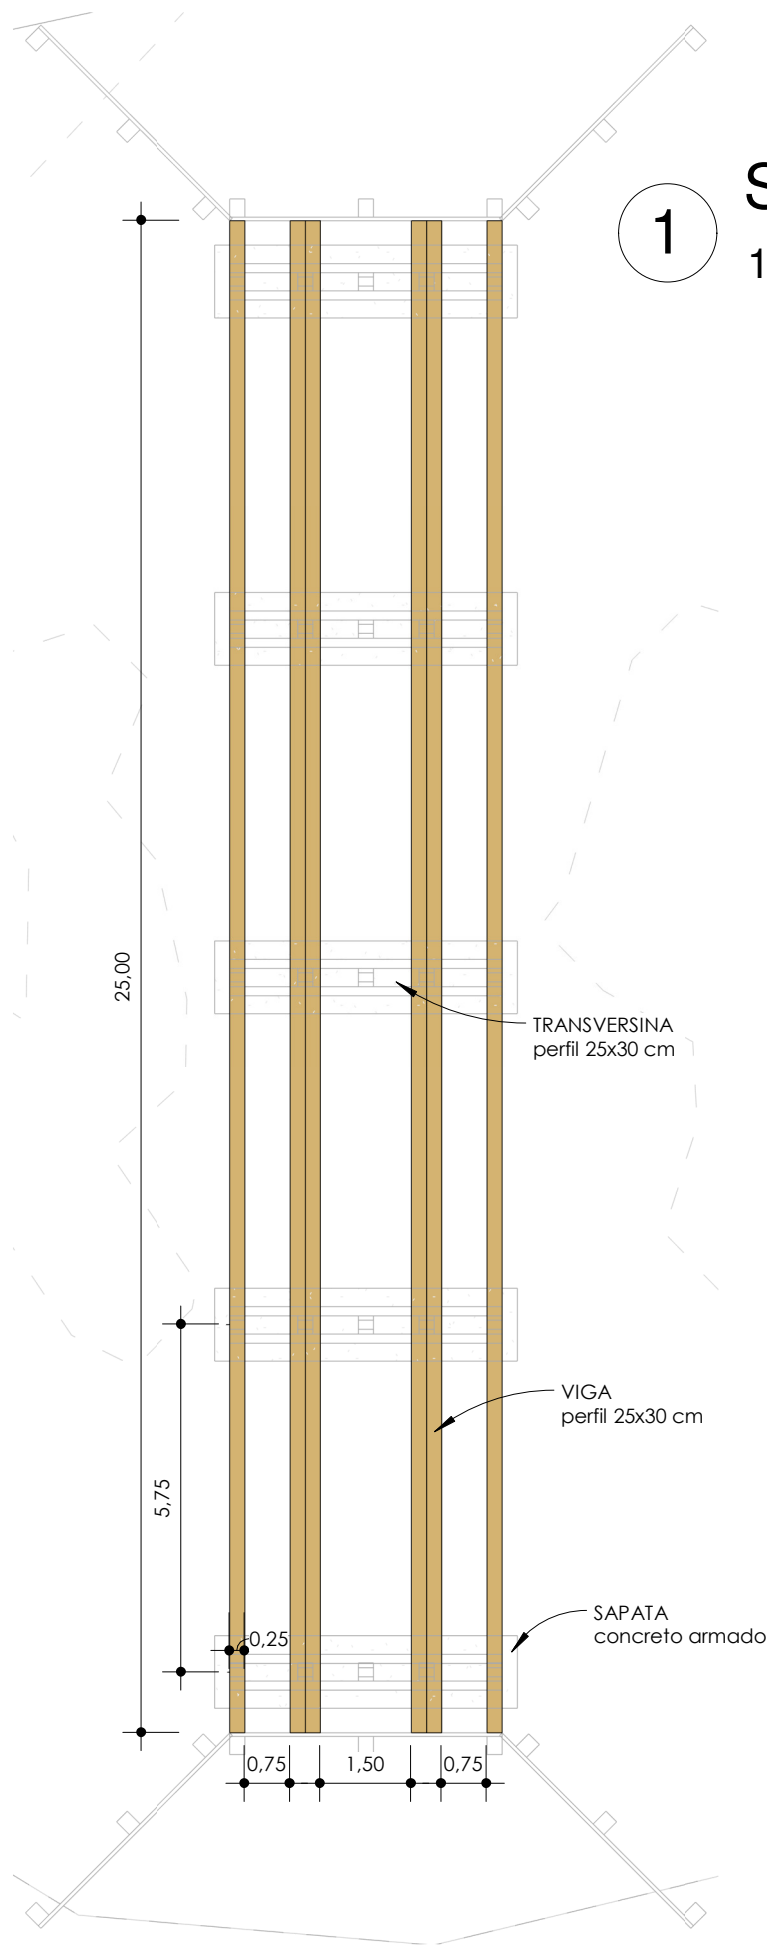 S
1
1
25,00
TRANSVERSINA
perfil 25x30 cm
VIGA
perfil 25x30 cm
5,75
SAPATA
concreto armado
0,25
0,75
1,50
0,75